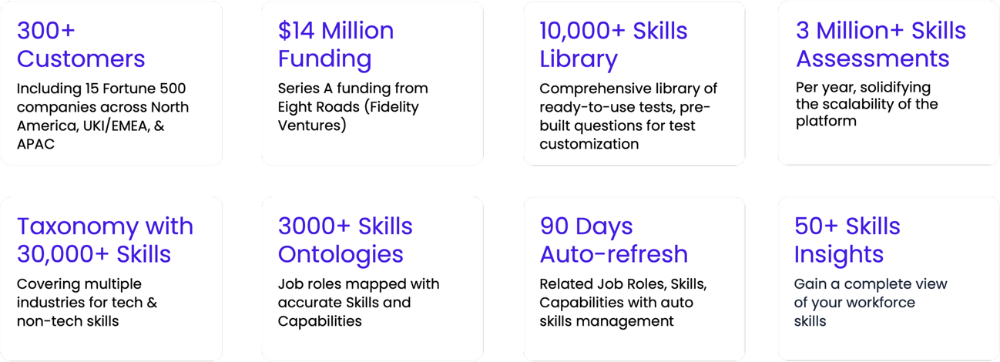 300+
Customers
Including 15 Fortune 500
companies across North
America, UKI/EMEA, &
APAC
$14 Million
Funding
Series A funding from
Eight Roads (Fidelity
Ventures)
10,000+ Skills
Library
Comprehensive library of
ready-to-use tests, pre-
built questions for test
customization
3 Million+ Skills
Assessments
Per year, solidifying
the scalability of the
platform
Taxonomy with
30,000+ Skills
Covering multiple
industries for tech &
non-tech skills
3000+ Skills
Ontologies
Job roles mapped with
accurate Skills and
Capabilities
90 Days
Auto-refresh
Related Job Roles, Skills,
Capabilities with auto
skills management
50+ Skills
Insights
Gain a complete view
of your workforce
skills